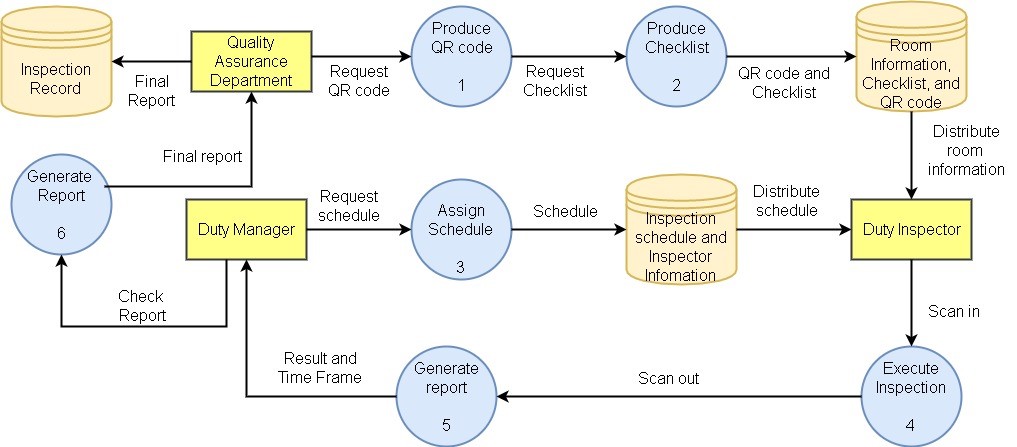 Inspection
Record
Final
Report
Quality
Assurance
Department
Request
QR code
Produce
QR code
1
Request
Checklist
Produce
Checklist
2
QR code and
Checklist
Room
Information,
Checklist, and
QR code
Distribute
room
information
Final report
Generate
Report
6
Duty Manager
Request
schedule
Assign
Schedule
3
Schedule
Inspection
schedule and
Inspector
Infomation
Distribute
schedule
Duty Inspector
Check
Report
Scan in
Result and
Time Frame
Generate
report
5
Scan out
Execute
Inspection
4